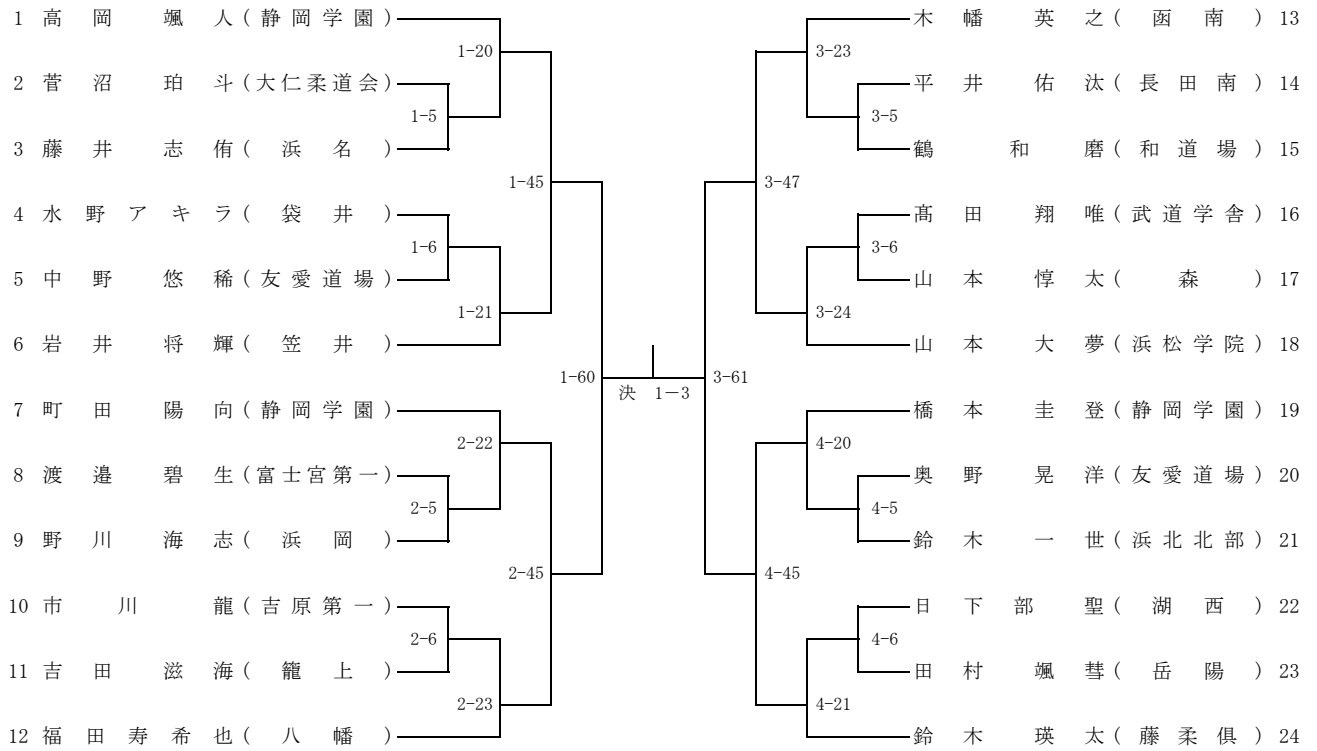 1 高岡颯人(静岡学園)
1-20
2 菅沼珀斗(大仁柔道会)
1-5
3 藤井志侑(浜名)
1-45
4 水野アキラ(袋井)
1-6
5 中野悠稀(友愛道場)
1-21
6 岩井将輝(笠井)
1-60
7 町田陽向(静岡学園)
2-22
8 渡邉碧生(富士宮第一)
2-5
9 野川海志(浜岡)
2-45
10 市川龍(吉原第一)
2-6
11 吉田滋海(籠上)
2-23
12 福田寿希也(八幡)
決 1-3
木幡英之(函南) 13
3-23
平井佑汰(長田南) 14
3-5
鶴和磨(和道場) 15
3-47
髙田翔唯(武道学舎) 16
3-6
山本惇太(森) 17
3-24
山本大夢(浜松学院) 18
3-61
橋本圭登(静岡学園) 19
4-20
奥野晃洋(友愛道場) 20
4-5
鈴木一世(浜北北部) 21
4-45
日下部聖(湖西) 22
4-6
田村颯彗(岳陽) 23
4-21
鈴木瑛太(藤柔倶) 24